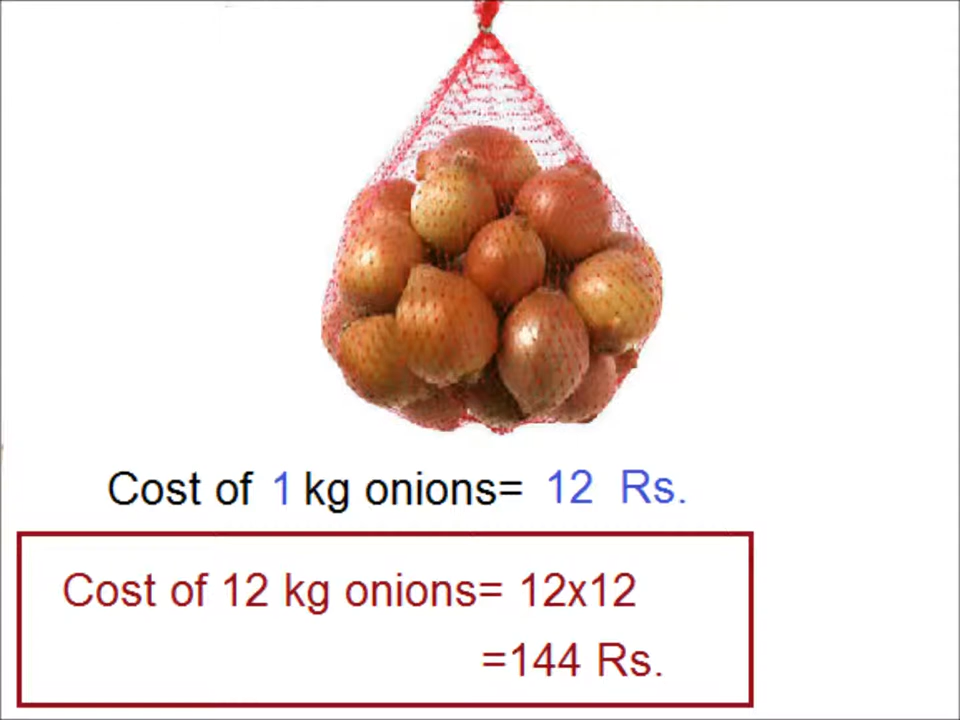 Cost of 1 kg onions= 12 Rs.
Cost of 12 kg onions= 12x12
=144 Rs.